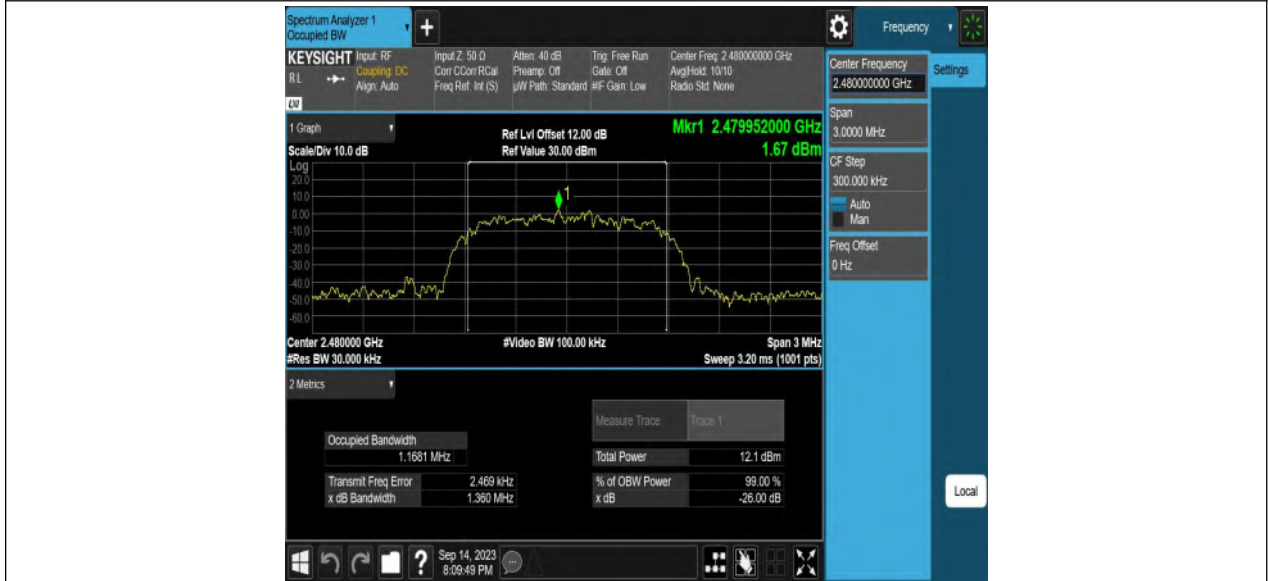 Spectrum Analyzer 1
Occupied BW
+
Frequency
KEYSIGHT
RL
LXI
Input: RF
Coupling: DC
Align: Auto
Input Z: 50 Ω
Corr CCorr RCal
Freq Ref: Int (S)
Atten: 40 dB
Preamp: Off
µW Path: Standard
Trig: Free Run
Gate: Off
#IF Gain: Low
Center Freq: 2.480000000 GHz
Avg|Hold: 10/10
Radio Std: None
Center Frequency
2.480000000 GHz
Settings
Span
3.0000 MHz
CF Step
300.000 kHz
Auto
Man
Freq Offset
0 Hz
1 Graph
Scale/Div 10.0 dB
Ref Lvl Offset 12.00 dB
Ref Value 30.00 dBm
Mkr1 2.479952000 GHz
1.67 dBm
Log
20.0
10.0
0.00
-10.0
-20.0
-30.0
-40.0
-50.0
-60.0
1
Center 2.480000 GHz
#Res BW 30.000 kHz
#Video BW 100.00 kHz
Span 3 MHz
Sweep 3.20 ms (1001 pts)
2 Metrics
Measure Trace Trace 1
Occupied Bandwidth
1.1681 MHz
Total Power 12.1 dBm
Transmit Freq Error 2.469 kHz
% of OBW Power 99.00 %
x dB Bandwidth 1.360 MHz
x dB -26.00 dB
Local
?
Sep 14, 2023
8:09:49 PM